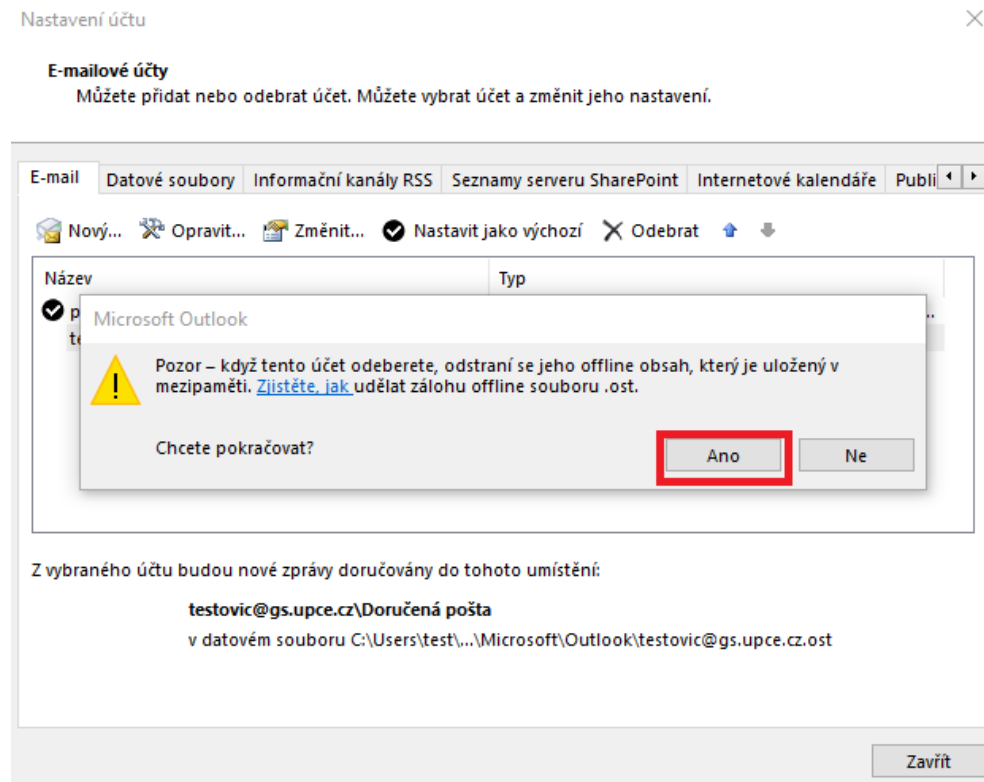 Nastavení účtu
E-mailové účty
Můžete přidat nebo odebrat účet. Můžete vybrat účet a změnit jeho nastavení.
E-mail Datové soubory Informační kanály RSS Seznamy serveru SharePoint Internetové kalendáře Publi
Nový... Opravit... Změnit... Nastavit jako výchozí Odebrat
Název Typ
Microsoft Outlook
Pozor – když tento účet odeberete, odstraní se jeho offline obsah, který je uložený v
mezipaměti. Zjistěte, jak udělat zálohu offline souboru .ost.
Chcete pokračovat?
Ano Ne
Z vybraného účtu budou nové zprávy doručovány do tohoto umístění:
testovic@gs.upce.cz\Doručená pošta
v datovém souboru C:\Users\test\...\Microsoft\Outlook\testovic@gs.upce.cz.ost
Zavřít